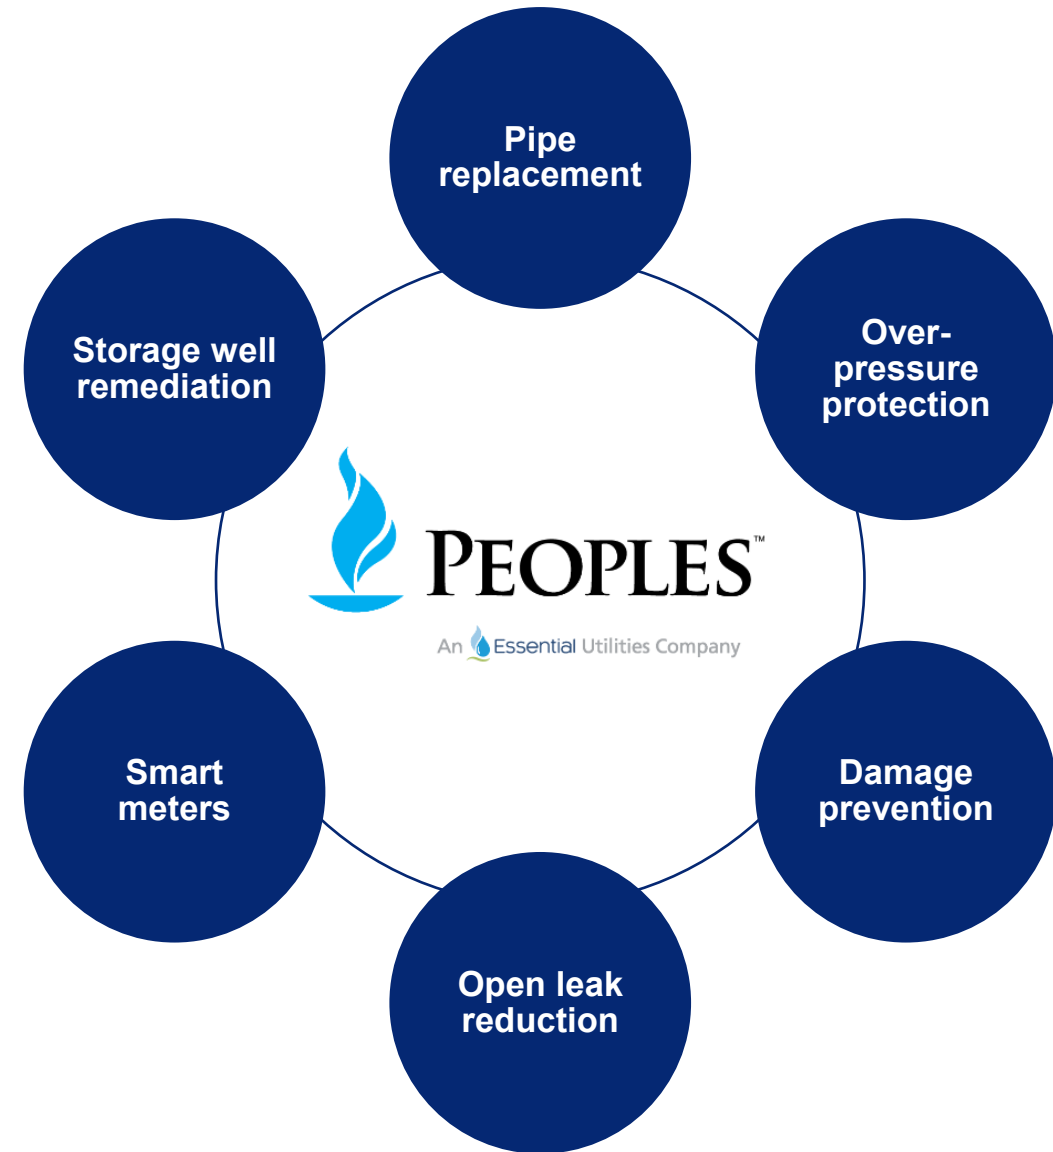 Pipe
replacement
Storage well
remediation
Over-
pressure
protection
PEOPLES™
An Essential Utilities Company
Smart
meters
Damage
prevention
Open leak
reduction